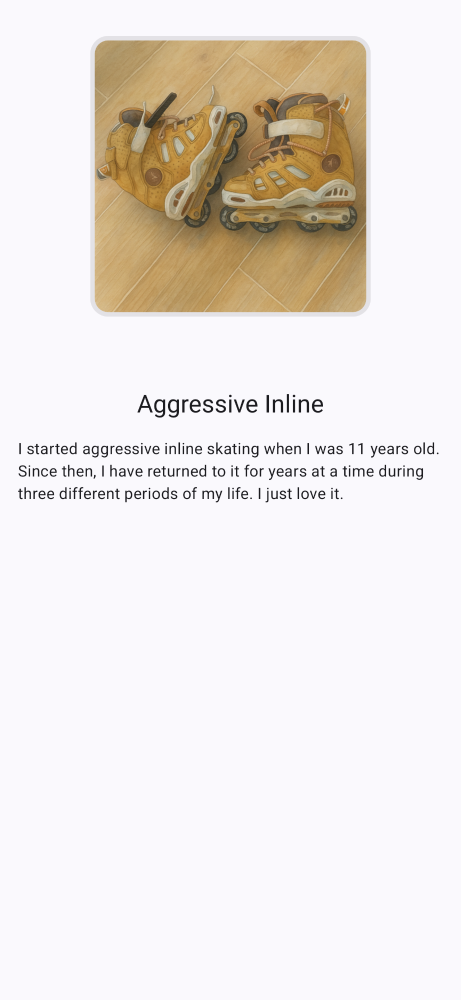 Aggressive Inline
I started aggressive inline skating when I was 11 years old.
Since then, I have returned to it for years at a time during
three different periods of my life. I just love it.